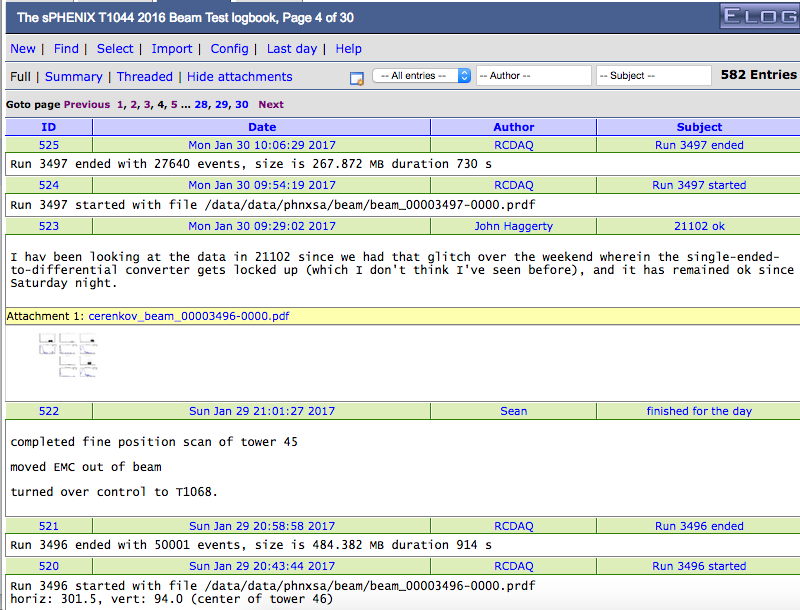 The sPHENIX T1044 2016 Beam Test logbook, Page 4 of 30
ELOG
New | Find | Select | Import | Config | Last day | Help
Full | Summary | Threaded | Hide attachments
-- All entries -- -- Author -- -- Subject -- 582 Entries
Goto page Previous 1, 2, 3, 4, 5 ... 28, 29, 30 Next
ID Date Author Subject
525 Mon Jan 30 10:06:29 2017 RCDAQ Run 3497 ended
Run 3497 ended with 27640 events, size is 267.872 MB duration 730 s
524 Mon Jan 30 09:54:19 2017 RCDAQ Run 3497 started
Run 3497 started with file /data/data/phnxsa/beam/beam_00003497-0000.prdf
523 Mon Jan 30 09:29:02 2017 John Haggerty 21102 ok
I hav been looking at the data in 21102 since we had that glitch over the weekend wherein the single-ended-
to-differential converter gets locked up (which I don't think I've seen before), and it has remained ok since
Saturday night.
Attachment 1: cerenkov_beam_00003496-0000.pdf
522 Sun Jan 29 21:01:27 2017 Sean finished for the day
completed fine position scan of tower 45
moved EMC out of beam
turned over control to T1068.
521 Sun Jan 29 20:58:58 2017 RCDAQ Run 3496 ended
Run 3496 ended with 50001 events, size is 484.382 MB duration 914 s
520 Sun Jan 29 20:43:44 2017 RCDAQ Run 3496 started
Run 3496 started with file /data/data/phnxsa/beam/beam_00003496-0000.prdf
horiz: 301.5, vert: 94.0 (center of tower 46)